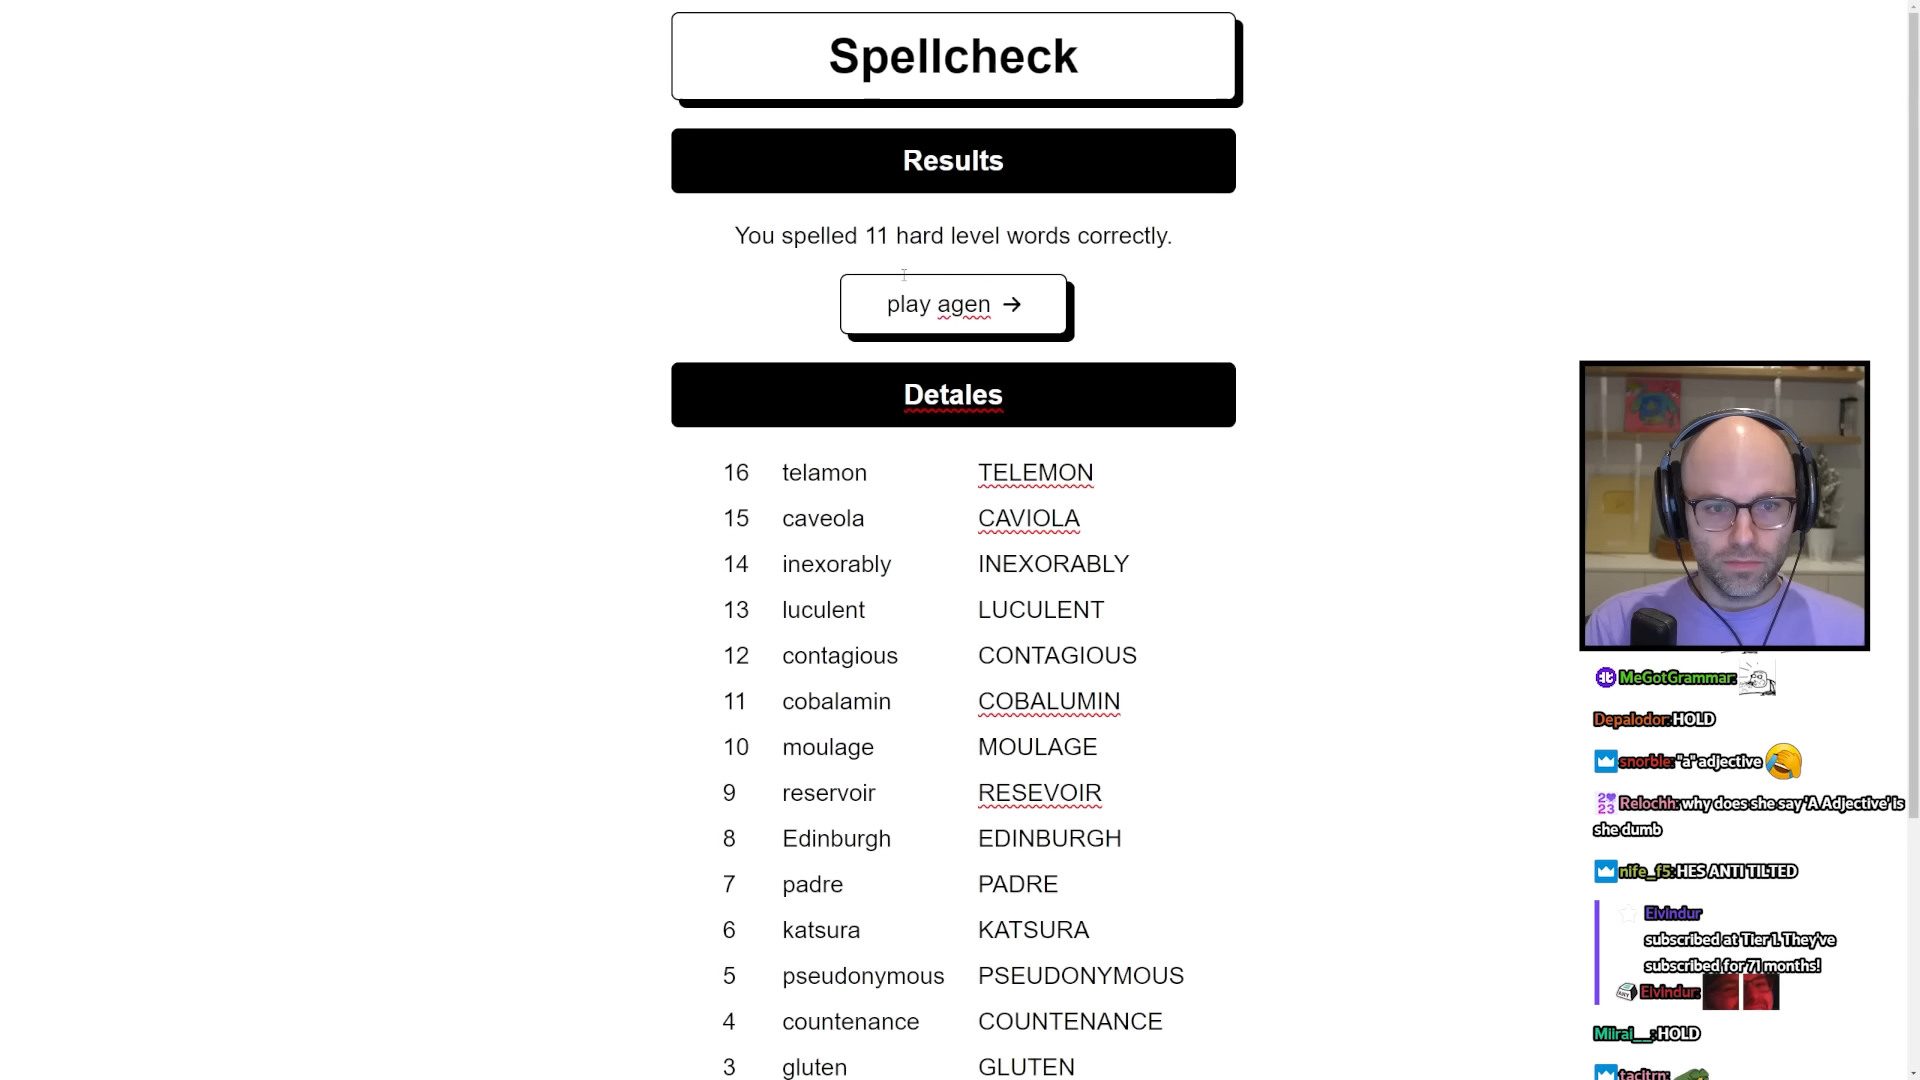 Spellcheck
Results
You spelled 11 hard level words correctly.
play agen →
Detales
16 telamon TELEMON
15 caveola CAVIOLA
14 inexorably INEXORABLY
13 luculent LUCULENT
12 contagious CONTAGIOUS
11 cobalamin COBALUMIN
10 moulage MOULAGE
9 reservoir RESEVOIR
8 Edinburgh EDINBURGH
7 padre PADRE
6 katsura KATSURA
5 pseudonymous PSEUDONYMOUS
4 countenance COUNTENANCE
3 gluten GLUTEN
MeGotGrammar:
Depalodor: HOLD
snorble: "a" adjective
Relochh: why does she say 'A Adjective' is
she dumb
nife_f5: HES ANTI TILTED
Eivindur
subscribed at Tier 1. They've
subscribed for 71 months!
Eivindur:
Miirai__: HOLD
tacitrn: